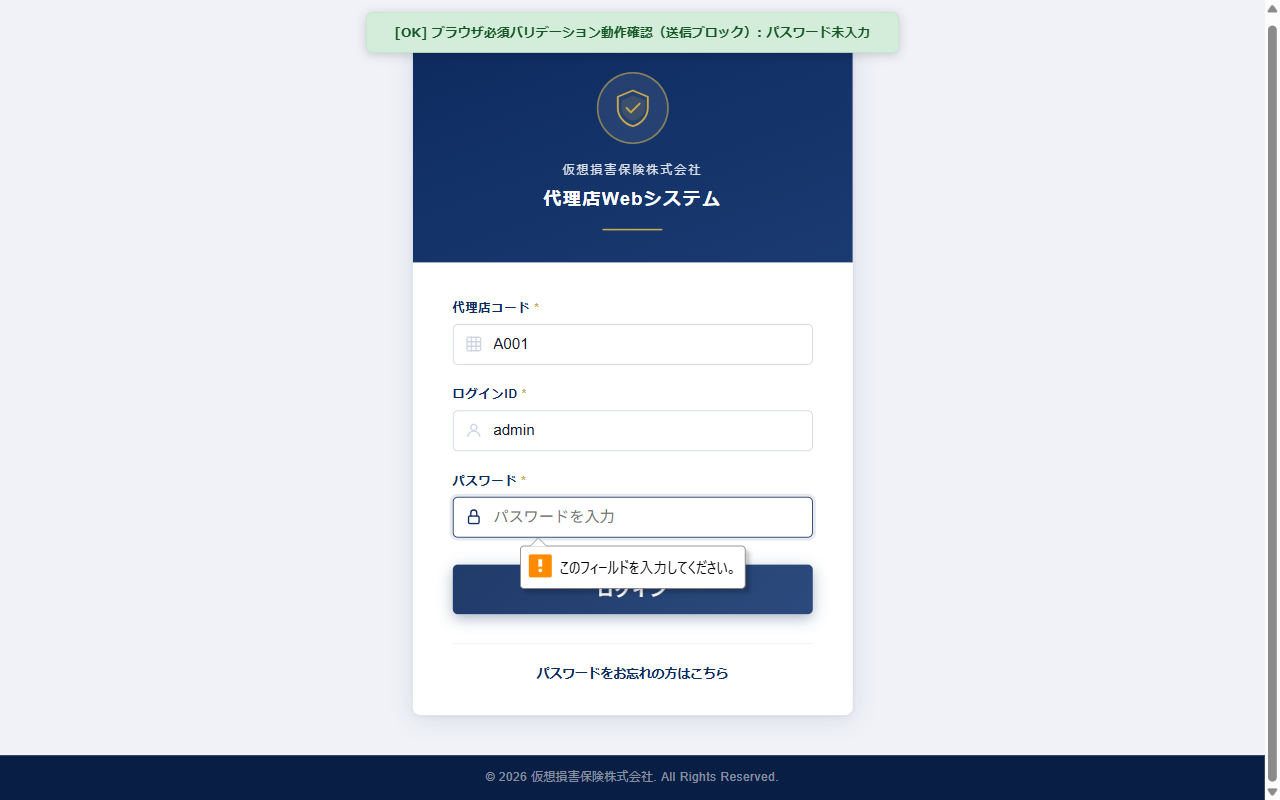 [OK] ブラウザ必須バリデーション動作確認（送信ブロック）: パスワード未入力
仮想損害保険株式会社
代理店Webシステム
代理店コード *
A001
ログインID *
admin
パスワード *
パスワードを入力
このフィールドを入力してください。
ログイン
パスワードをお忘れの方はこちら
© 2026 仮想損害保険株式会社. All Rights Reserved.